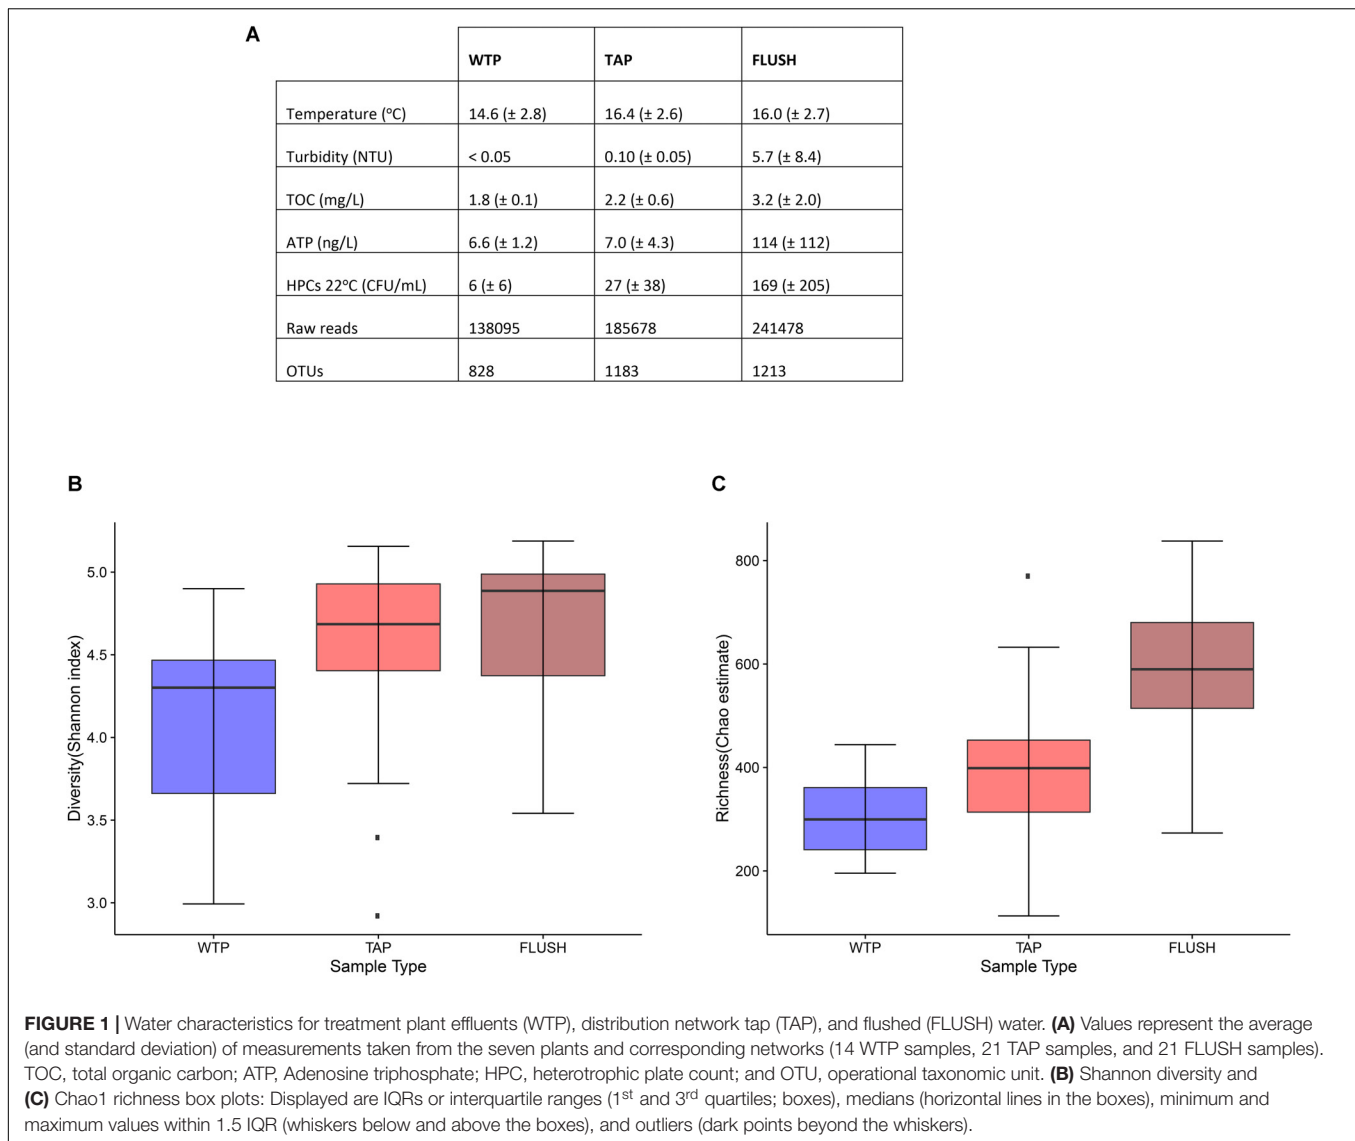 A
WTP TAP FLUSH
Temperature (°C) 14.6 (± 2.8) 16.4 (± 2.6) 16.0 (± 2.7)
Turbidity (NTU) < 0.05 0.10 (± 0.05) 5.7 (± 8.4)
TOC (mg/L) 1.8 (± 0.1) 2.2 (± 0.6) 3.2 (± 2.0)
ATP (ng/L) 6.6 (± 1.2) 7.0 (± 4.3) 114 (± 112)
HPCs 22°C (CFU/mL) 6 (± 6) 27 (± 38) 169 (± 205)
Raw reads 138095 185678 241478
OTUs 828 1183 1213
B
Diversity(Shannon index)
5.0
4.5
4.0
3.5
3.0
WTP TAP FLUSH
Sample Type
C
Richness(Chao estimate)
800
600
400
200
WTP TAP FLUSH
Sample Type
FIGURE 1 | Water characteristics for treatment plant effluents (WTP), distribution network tap (TAP), and flushed (FLUSH) water. (A) Values represent the average
(and standard deviation) of measurements taken from the seven plants and corresponding networks (14 WTP samples, 21 TAP samples, and 21 FLUSH samples).
TOC, total organic carbon; ATP, Adenosine triphosphate; HPC, heterotrophic plate count; and OTU, operational taxonomic unit. (B) Shannon diversity and
(C) Chao1 richness box plots: Displayed are IQRs or interquartile ranges (1st and 3rd quartiles; boxes), medians (horizontal lines in the boxes), minimum and
maximum values within 1.5 IQR (whiskers below and above the boxes), and outliers (dark points beyond the whiskers).